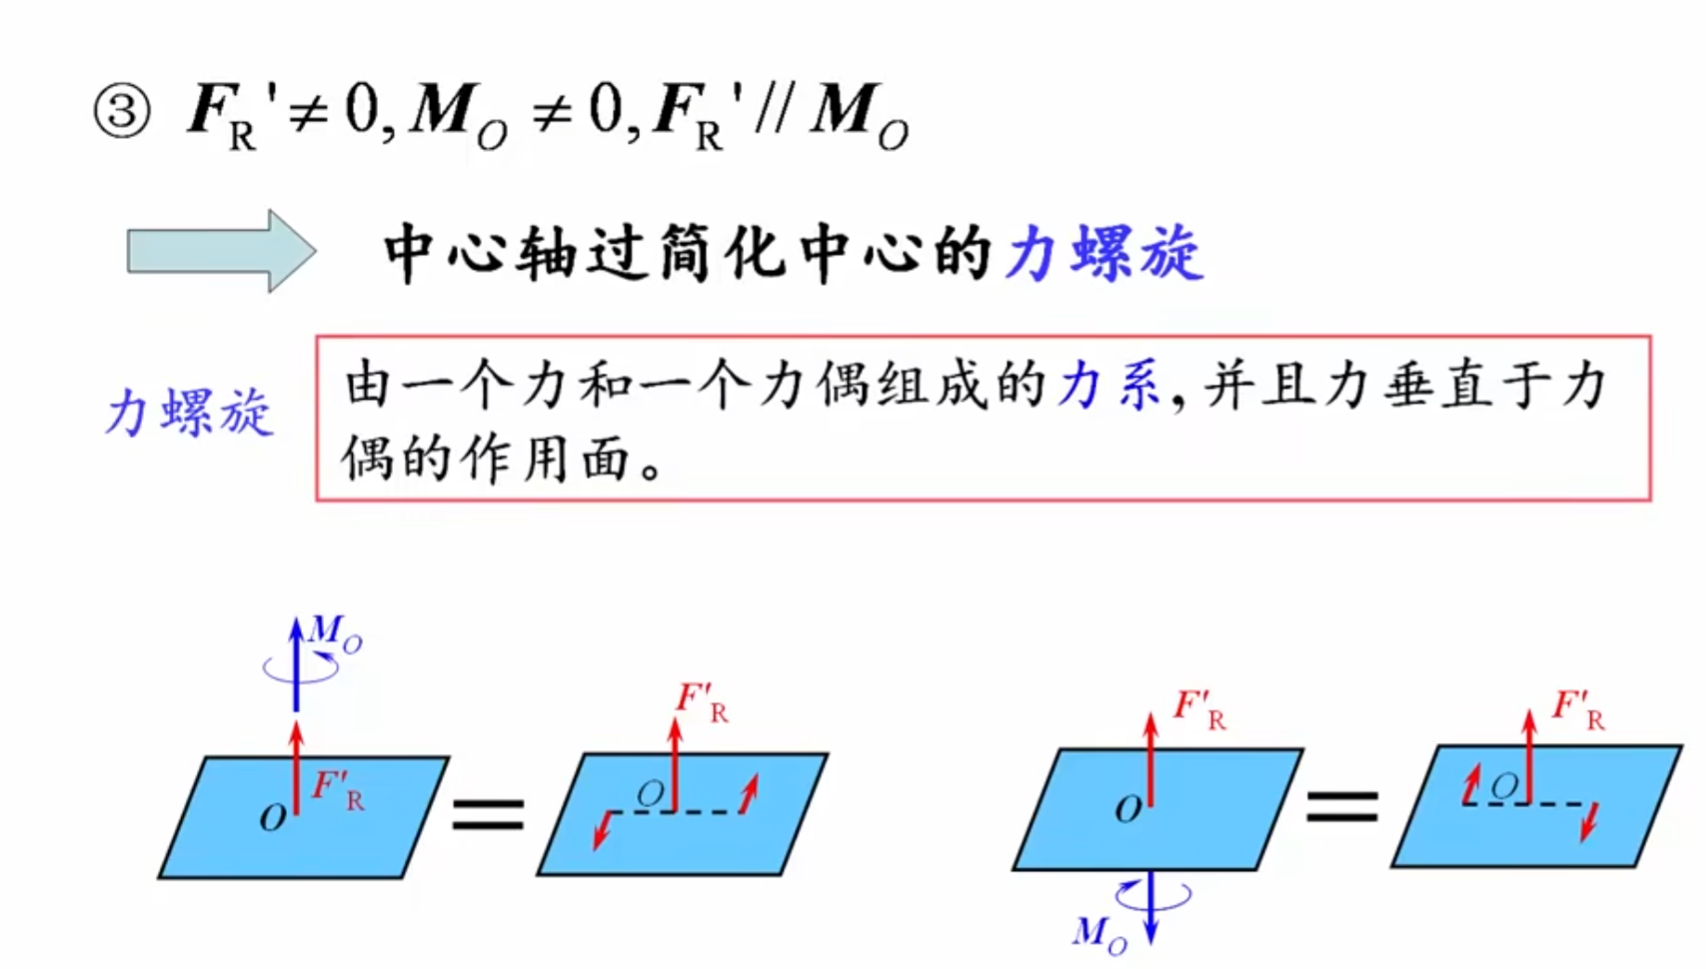 ③ F_R'≠0, M_O≠0, F_R'//M_O
中心轴过简化中心的力螺旋
力螺旋
由一个力和一个力偶组成的力系,并且力垂直于力
偶的作用面。
M_O
F'_R
O
=
F'_R
O
F'_R
O
M_O
=
F'_R
O